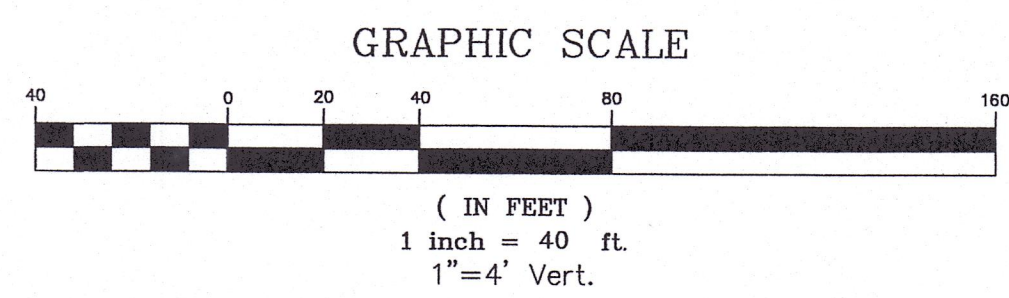 GRAPHIC SCALE
40 0 20 40 80 160
( IN FEET )
1 inch = 40 ft.
1"=4' Vert.